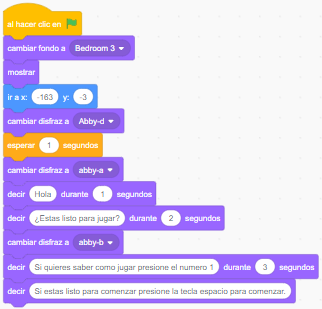 al hacer clic en
cambiar fondo a Bedroom 3
mostrar
ir a x: -163 y: -3
cambiar disfraz a Abby-d
esperar 1 segundos
cambiar disfraz a abby-a
decir Hola durante 1 segundos
decir ¿Estas listo para jugar? durante 2 segundos
cambiar disfraz a abby-b
decir Si quieres saber como jugar presione el numero 1 durante 3 segundos
decir Si estas listo para comenzar presione la tecla espacio para comenzar.